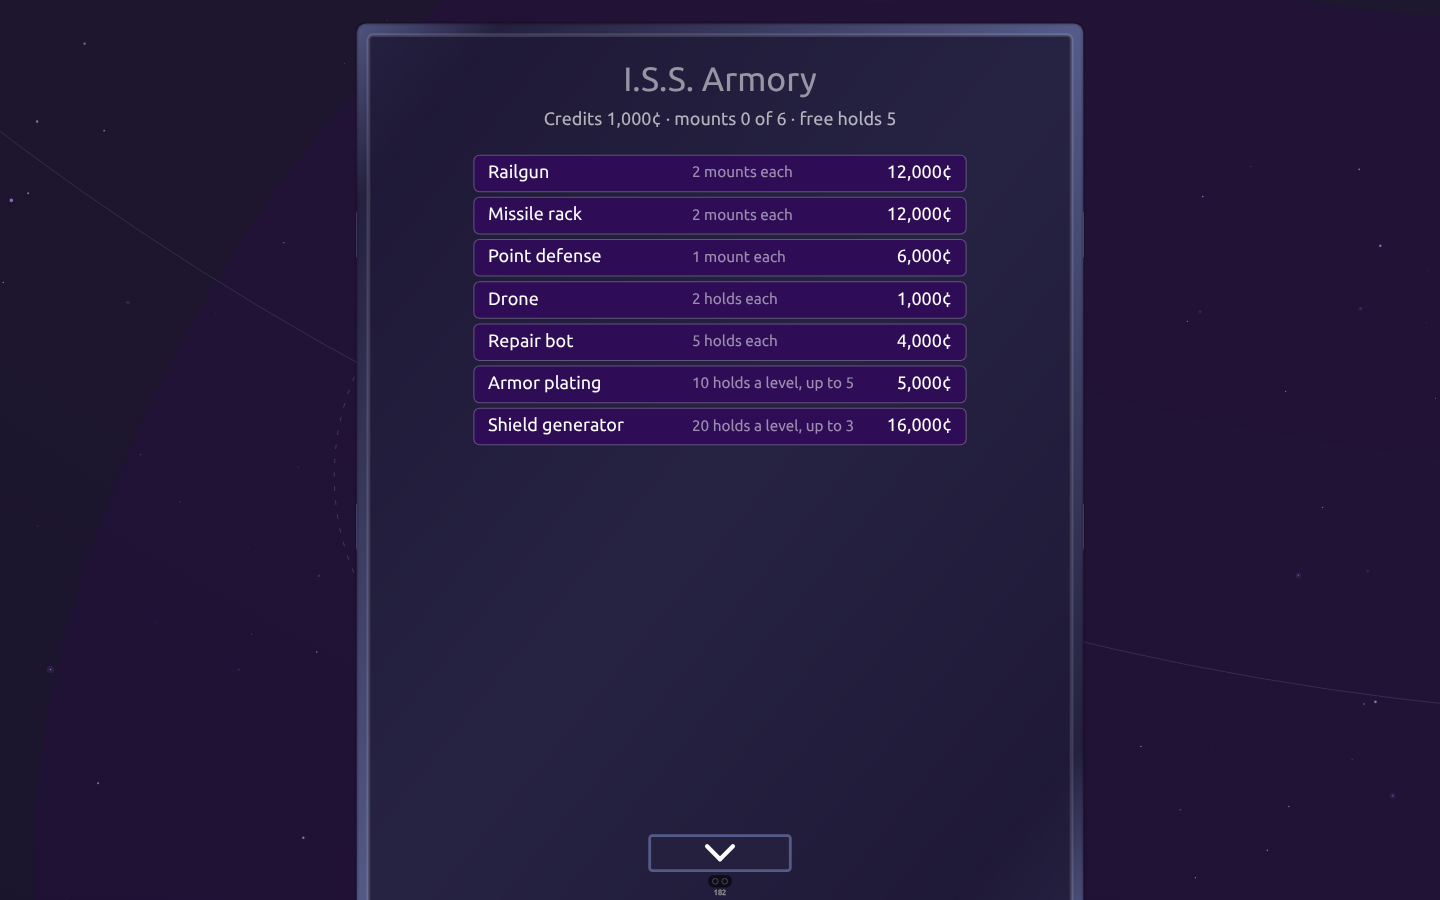 I.S.S. Armory
Credits 1,000¢ · mounts 0 of 6 · free holds 5
Railgun 2 mounts each 12,000¢
Missile rack 2 mounts each 12,000¢
Point defense 1 mount each 6,000¢
Drone 2 holds each 1,000¢
Repair bot 5 holds each 4,000¢
Armor plating 10 holds a level, up to 5 5,000¢
Shield generator 20 holds a level, up to 3 16,000¢
182